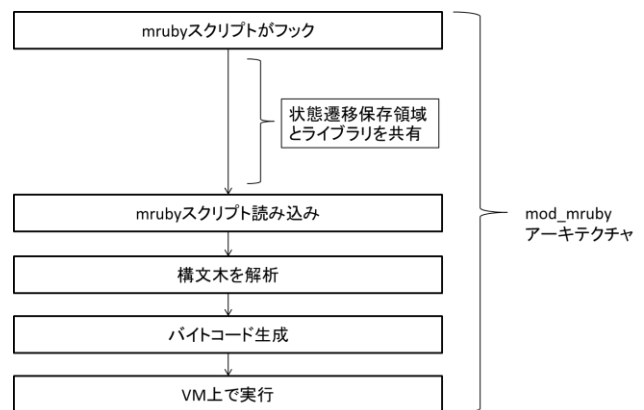 mrubyスクリプトがフック
状態遷移保存領域
とライブラリを共有
mrubyスクリプト読み込み
mod_mruby
アーキテクチャ
構文木を解析
バイトコード生成
VM上で実行